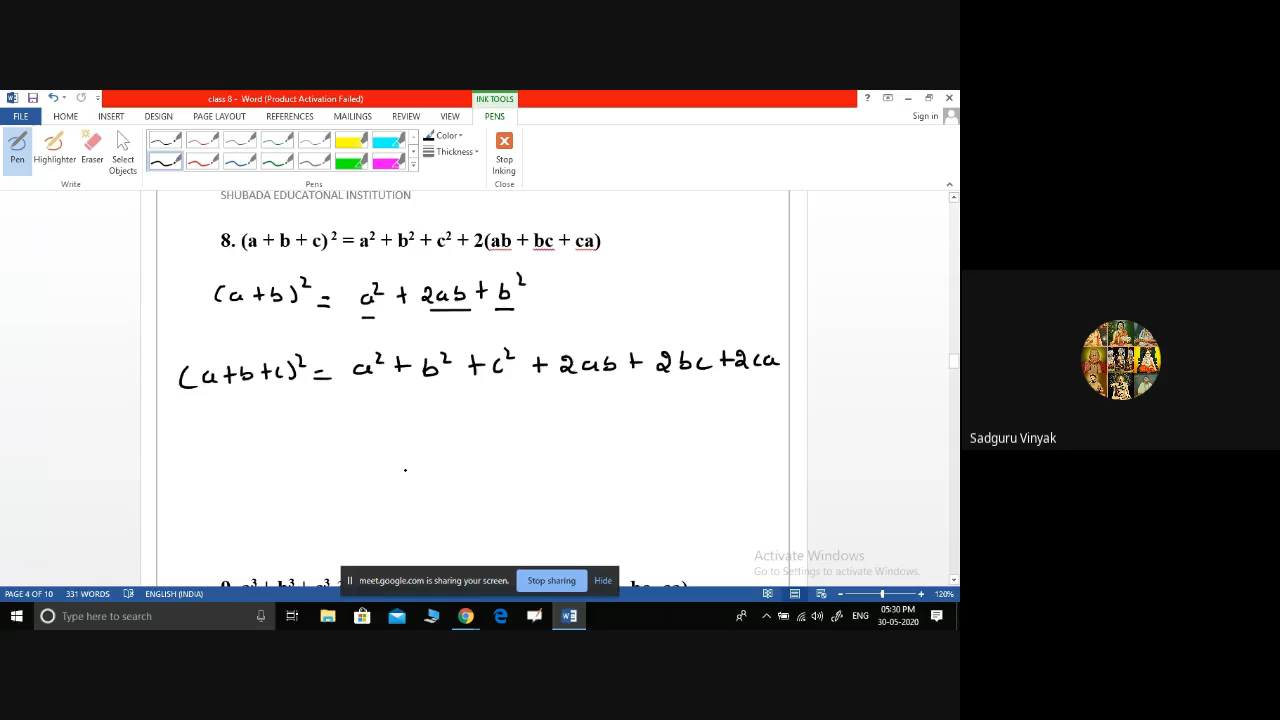 class 8 - Word (Product Activation Failed)
INK TOOLS
Sign in
FILE HOME INSERT DESIGN PAGE LAYOUT REFERENCES MAILINGS REVIEW VIEW PENS
Pen Highlighter Eraser Select Objects
Color
Thickness
Stop Inking
Write Pens Close
SHUBADA EDUCATONAL INSTITUTION
8. (a + b + c)² = a² + b² + c² + 2(ab + bc + ca)
(a+b)² = a² + 2ab + b²
(a+b+c)² = a² + b² + c² + 2ab + 2bc +2ca
Sadguru Vinyak
Activate Windows
Go to Settings to activate Windows.
meet.google.com is sharing your screen. Stop sharing Hide
PAGE 4 OF 10 331 WORDS ENGLISH (INDIA) 120%
Type here to search
ENG
05:30 PM
30-05-2020